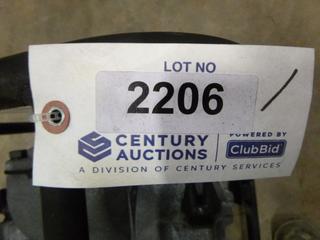 LOT NO
2206
CENTURY AUCTIONS
POWERED BY
ClubBid
A DIVISION OF CENTURY SERVICES